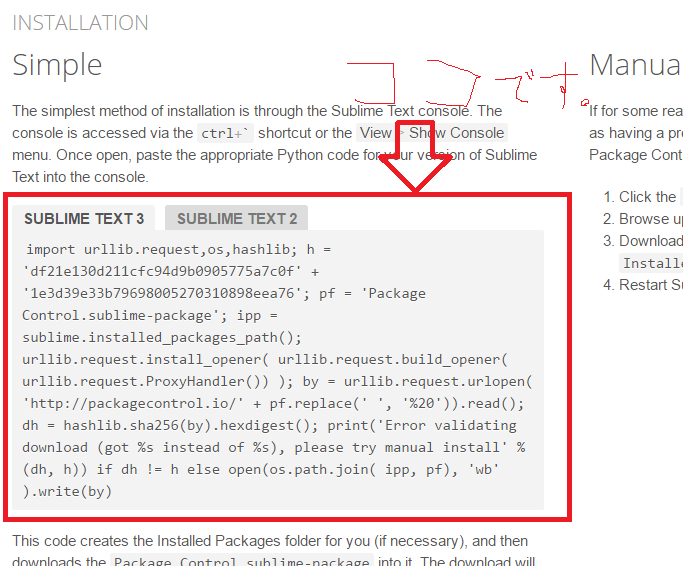 INSTALLATION
Simple
ココです。
The simplest method of installation is through the Sublime Text console. The
console is accessed via the ctrl+` shortcut or the View > Show Console
menu. Once open, paste the appropriate Python code for your version of Sublime
Text into the console.
SUBLIME TEXT 3 SUBLIME TEXT 2
import urllib.request,os,hashlib; h =
'df21e130d211cfc94d9b0905775a7c0f' +
'1e3d39e33b79698005270310898eea76'; pf = 'Package
Control.sublime-package'; ipp =
sublime.installed_packages_path();
urllib.request.install_opener( urllib.request.build_opener(
urllib.request.ProxyHandler()) ); by = urllib.request.urlopen(
'http://packagecontrol.io/' + pf.replace(' ', '%20')).read();
dh = hashlib.sha256(by).hexdigest(); print('Error validating
download (got %s instead of %s), please try manual install' %
(dh, h)) if dh != h else open(os.path.join( ipp, pf), 'wb'
).write(by)
This code creates the Installed Packages folder for you (if necessary), and then
downloads the Package Control.sublime-package into it. The download will
Manua
If for some rea
as having a pr
Package Cont
1. Click the
2. Browse up
3. Download
Installe
4. Restart Su